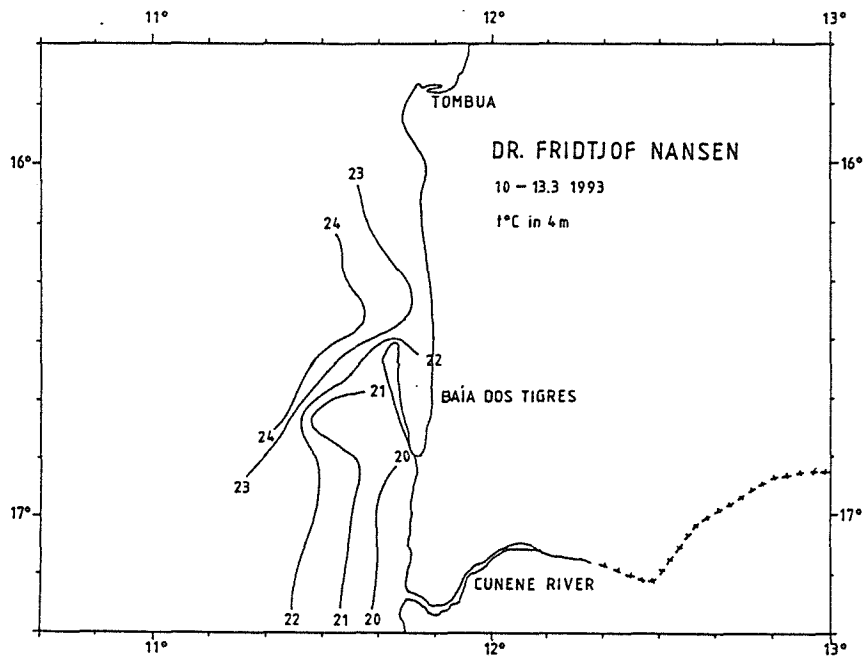 11° 12° 13°
TOMBUA
DR. FRIDTJOF NANSEN
16° 16°
10 – 13.3 1993
23
t°C in 4m
24
22
21
BAÍA DOS TIGRES
24
20
23
17° 17°
CUNENE RIVER
22 21 20
11° 12° 13°